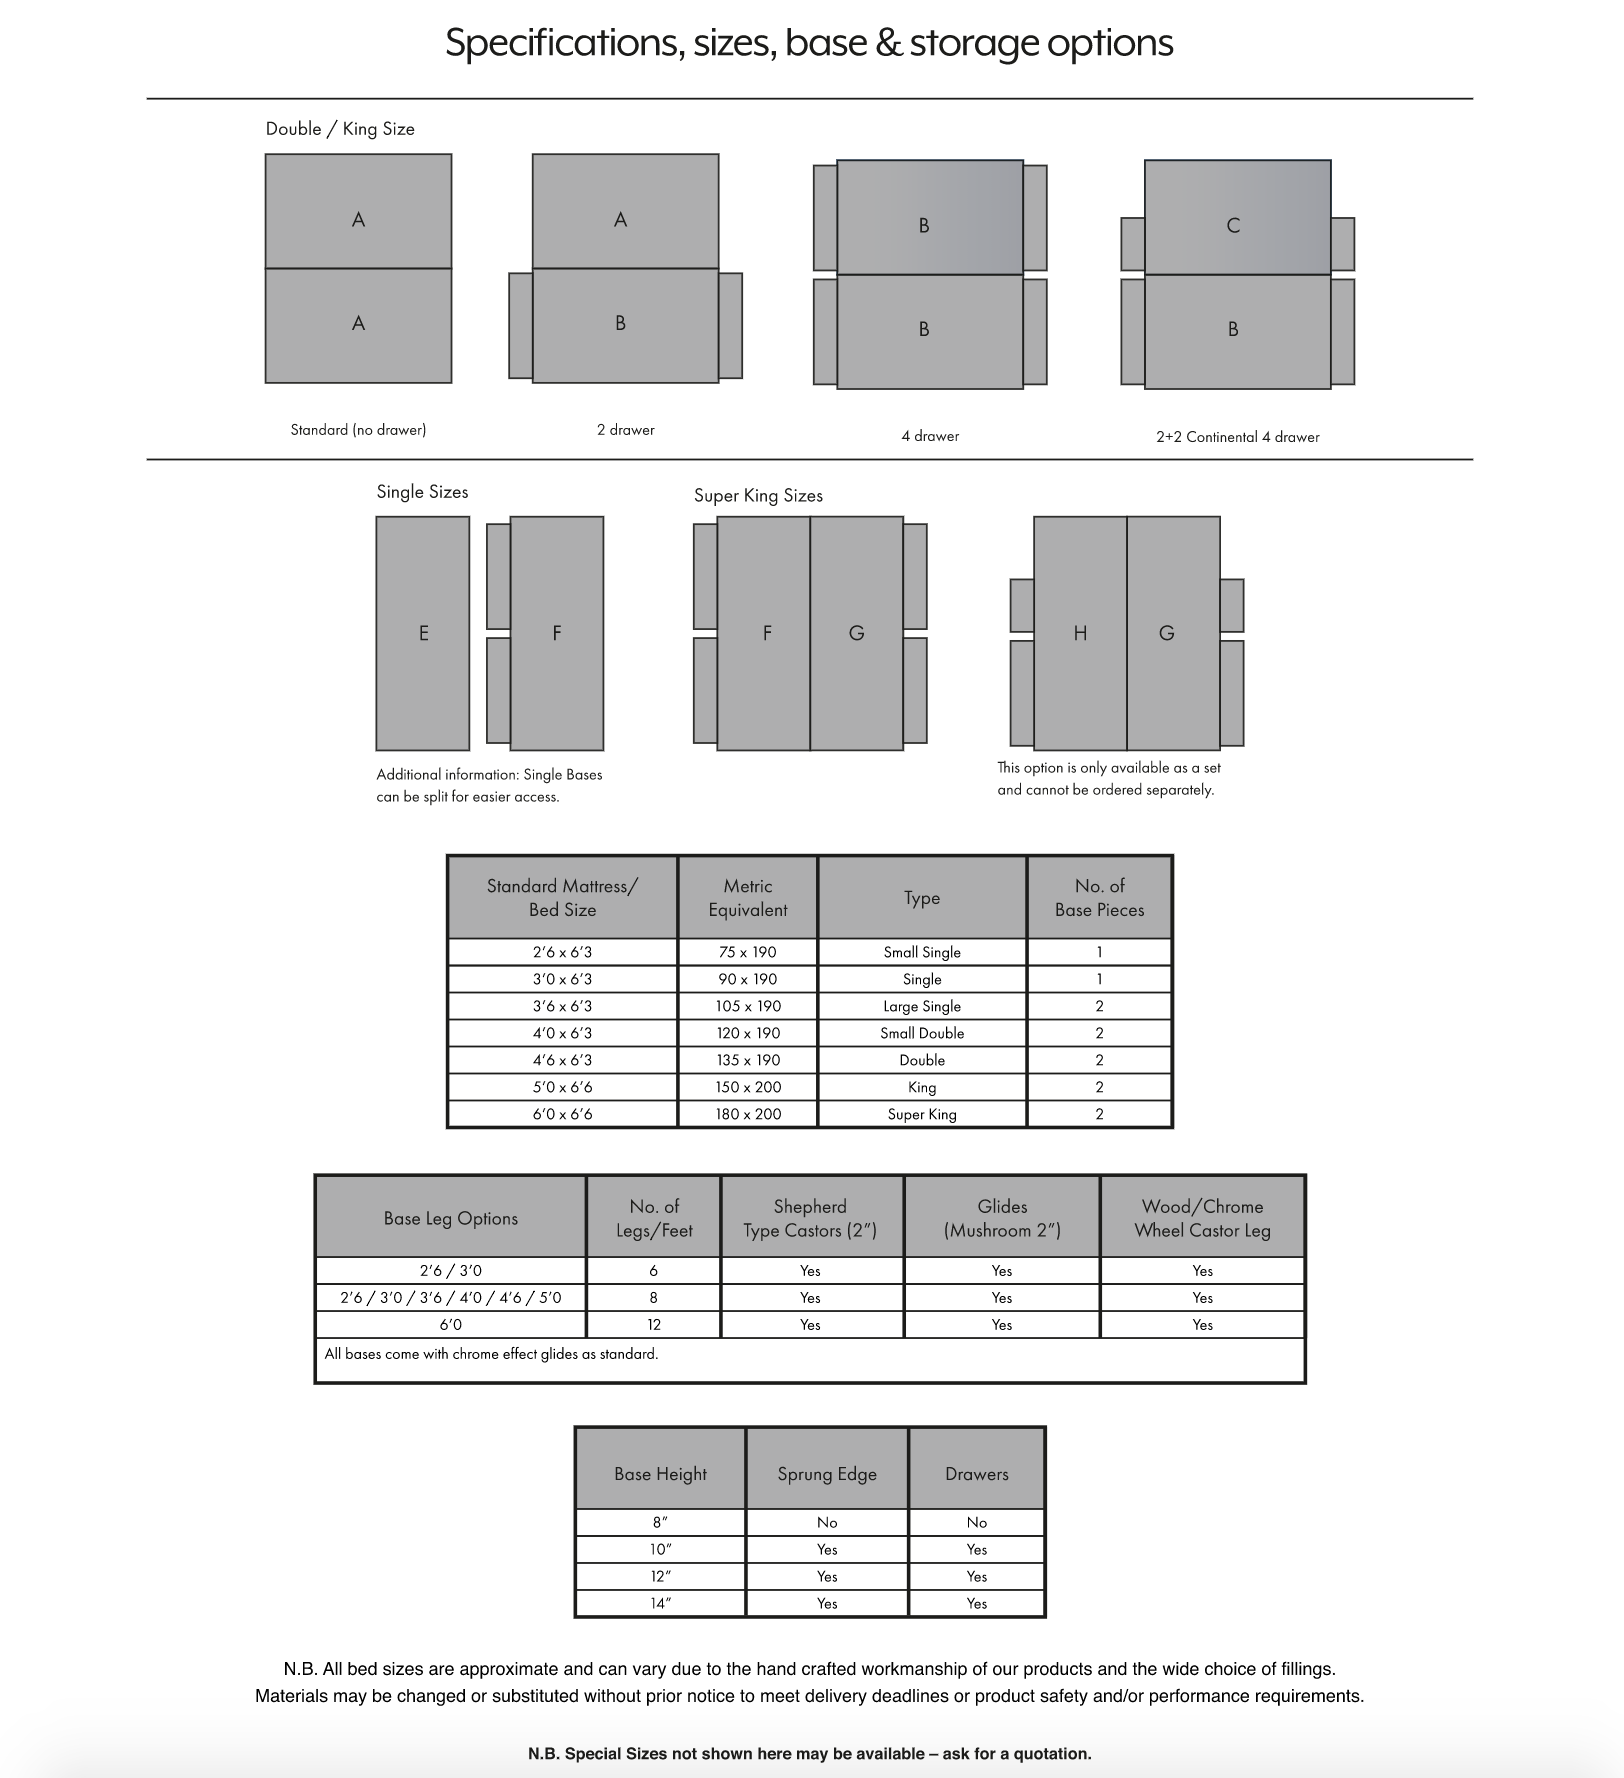 Specifications, sizes, base & storage options
Double / King Size
A
A
A
B
B
B
C
B
Standard (no drawer)
2 drawer
4 drawer
2+2 Continental 4 drawer
Single Sizes
Super King Sizes
E
F
F
G
H
G
Additional information: Single Bases
can be split for easier access.
This option is only available as a set
and cannot be ordered separately.
Standard Mattress/
Bed Size
Metric
Equivalent
Type
No. of
Base Pieces
2’6 x 6’3 75 x 190 Small Single 1
3’0 x 6’3 90 x 190 Single 1
3’6 x 6’3 105 x 190 Large Single 2
4’0 x 6’3 120 x 190 Small Double 2
4’6 x 6’3 135 x 190 Double 2
5’0 x 6’6 150 x 200 King 2
6’0 x 6’6 180 x 200 Super King 2
Base Leg Options
No. of
Legs/Feet
Shepherd
Type Castors (2”)
Glides
(Mushroom 2”)
Wood/Chrome
Wheel Castor Leg
2’6 / 3’0 6 Yes Yes Yes
2’6 / 3’0 / 3’6 / 4’0 / 4’6 / 5’0 8 Yes Yes Yes
6’0 12 Yes Yes Yes
All bases come with chrome effect glides as standard.
Base Height Sprung Edge Drawers
8” No No
10” Yes Yes
12” Yes Yes
14” Yes Yes
N.B. All bed sizes are approximate and can vary due to the hand crafted workmanship of our products and the wide choice of fillings.
Materials may be changed or substituted without prior notice to meet delivery deadlines or product safety and/or performance requirements.
N.B. Special Sizes not shown here may be available – ask for a quotation.